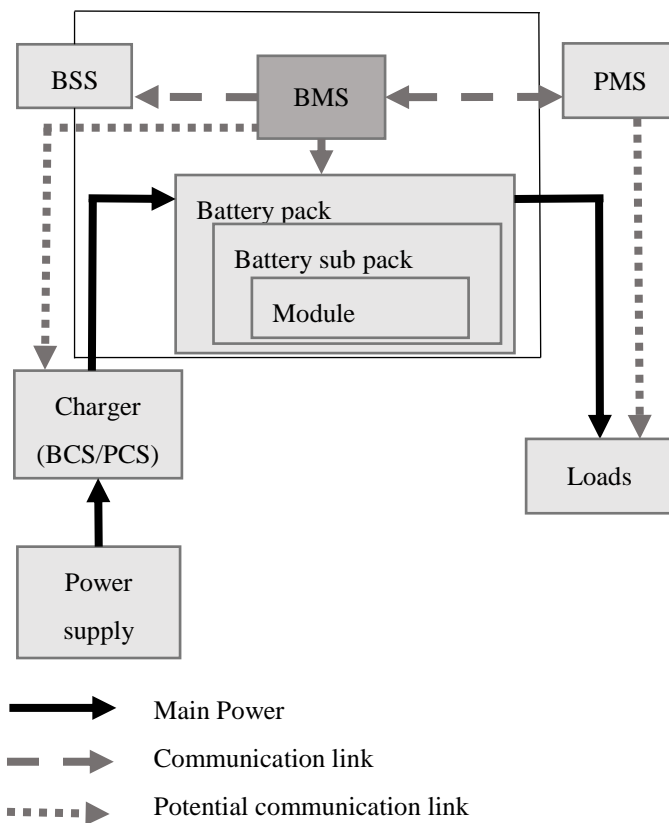 BSS
BMS
PMS
Battery pack
Battery sub pack
Module
Charger
(BCS/PCS)
Loads
Power
supply
Main Power
Communication link
Potential communication link